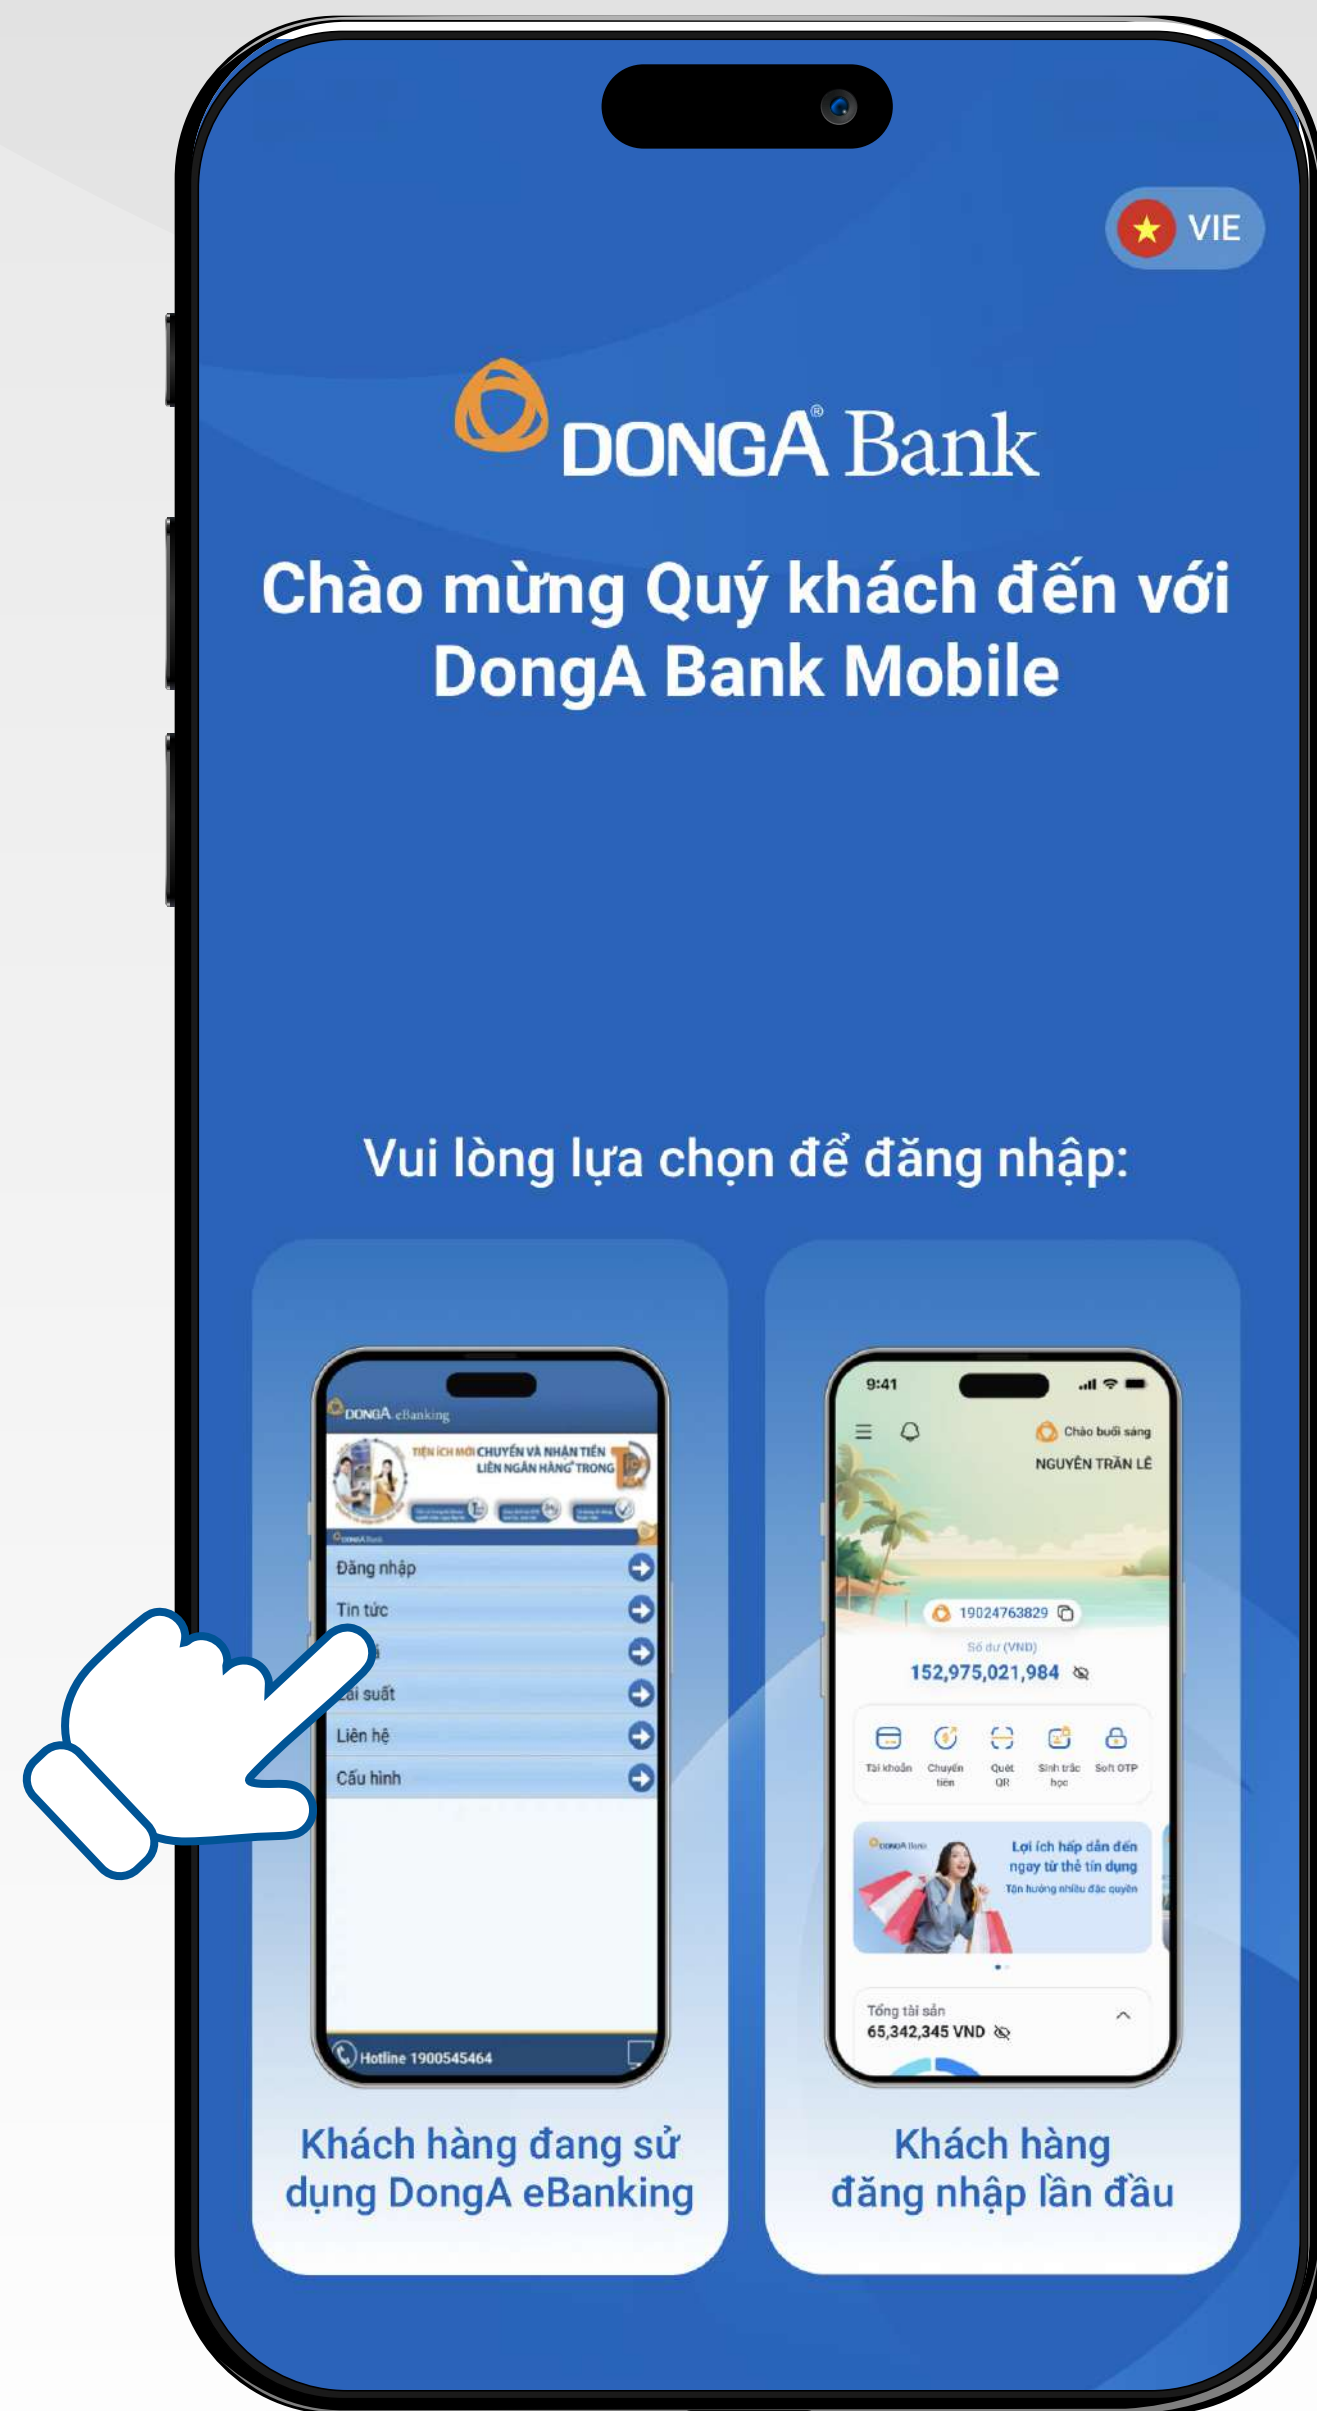 VIE
DONGA® Bank
Chào mừng Quý khách đến với
DongA Bank Mobile
Vui lòng lựa chọn để đăng nhập:
DONGA eBanking
TIỆN ÍCH MỚI CHUYỂN VÀ NHẬN TIỀN
LIÊN NGÂN HÀNG TRONG
DONGA Bank
Đăng nhập
Tin tức
Lãi suất
Liên hệ
Cấu hình
Hotline 1900545464
Khách hàng đang sử
dụng DongA eBanking
9:41
Chào buổi sáng
NGUYỄN TRẦN LÊ
19024763829
Số dư (VND)
152,975,021,984
Tài khoản
Chuyển
tiền
Quét
QR
Sinh trắc
học
Soft OTP
DONGA Bank
Lợi ích hấp dẫn đến
ngay từ thẻ tín dụng
Tận hưởng nhiều đặc quyền
Tổng tài sản
65,342,345 VND
Khách hàng
đăng nhập lần đầu